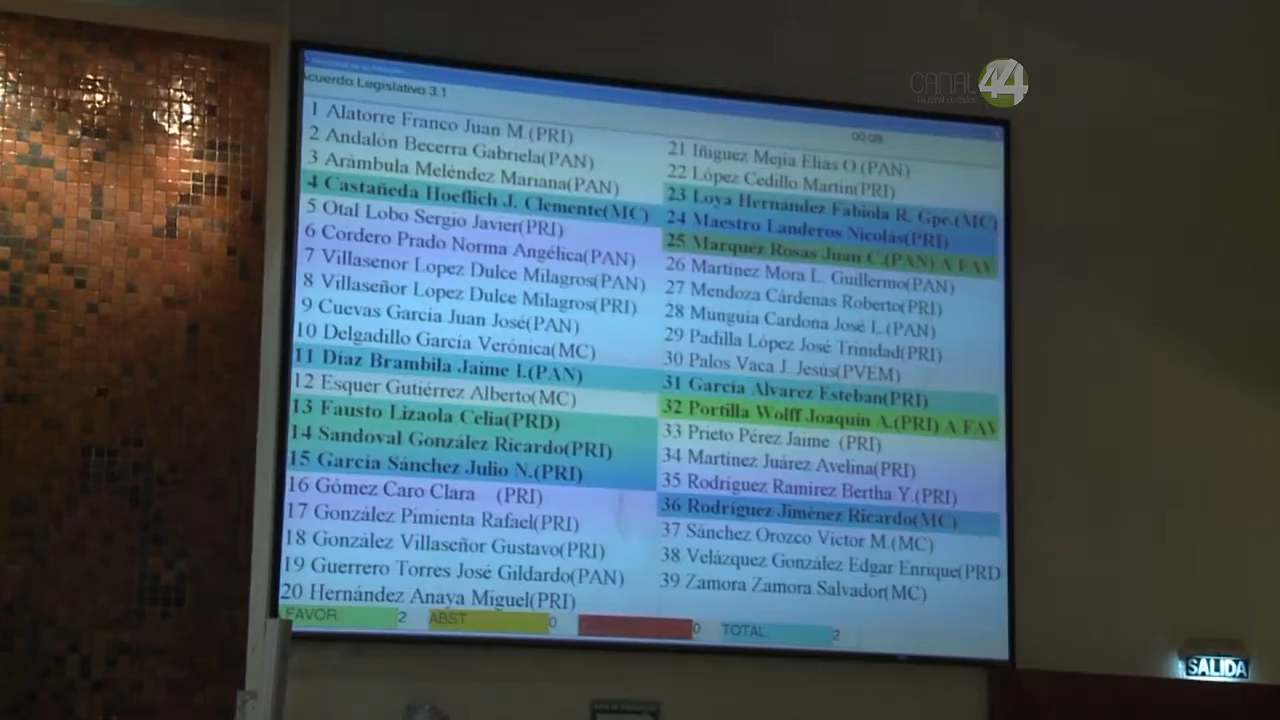 CANAL 44
Acuerdo Legislativo 3.1
00:09
1 Alatorre Franco Juan M.(PRI)
2 Andalón Becerra Gabriela(PAN)
3 Arámbula Meléndez Mariana(PAN)
4 Castañeda Hoeflich J. Clemente(MC)
5 Otal Lobo Sergio Javier(PRI)
6 Cordero Prado Norma Angélica(PAN)
7 Villasenor Lopez Dulce Milagros(PAN)
8 Villaseñor Lopez Dulce Milagros(PRI)
9 Cuevas García Juan José(PAN)
10 Delgadillo García Verónica(MC)
11 Díaz Brambila Jaime I.(PAN)
12 Esquer Gutiérrez Alberto(MC)
13 Fausto Lizaola Celia(PRD)
14 Sandoval González Ricardo(PRI)
15 García Sánchez Julio N.(PRI)
16 Gómez Caro Clara (PRI)
17 González Pimienta Rafael(PRI)
18 González Villaseñor Gustavo(PRI)
19 Guerrero Torres José Gildardo(PAN)
20 Hernández Anaya Miguel(PRI)
21 Iñiguez Mejía Elias O.(PAN)
22 López Cedillo Martín(PRI)
23 Loya Hernández Fabiola R. Gpe.(MC)
24 Maestro Landeros Nicolás(PRI)
25 Marquez Rosas Juan C.(PAN) A FAV
26 Martínez Mora L. Guillermo(PAN)
27 Mendoza Cárdenas Roberto(PRI)
28 Munguía Cardona José L.(PAN)
29 Padilla López José Trinidad(PRI)
30 Palos Vaca J. Jesús(PVEM)
31 García Alvarez Esteban(PRI)
32 Portilla Wolff Joaquín A.(PRI) A FAV
33 Prieto Pérez Jaime (PRI)
34 Martínez Juárez Avelina(PRI)
35 Rodríguez Ramírez Bertha Y.(PRI)
36 Rodríguez Jiménez Ricardo(MC)
37 Sánchez Orozco Victor M.(MC)
38 Velázquez González Edgar Enrique(PRD
39 Zamora Zamora Salvador(MC)
FAVOR 2 ABST 0 0 TOTAL 2
SALIDA